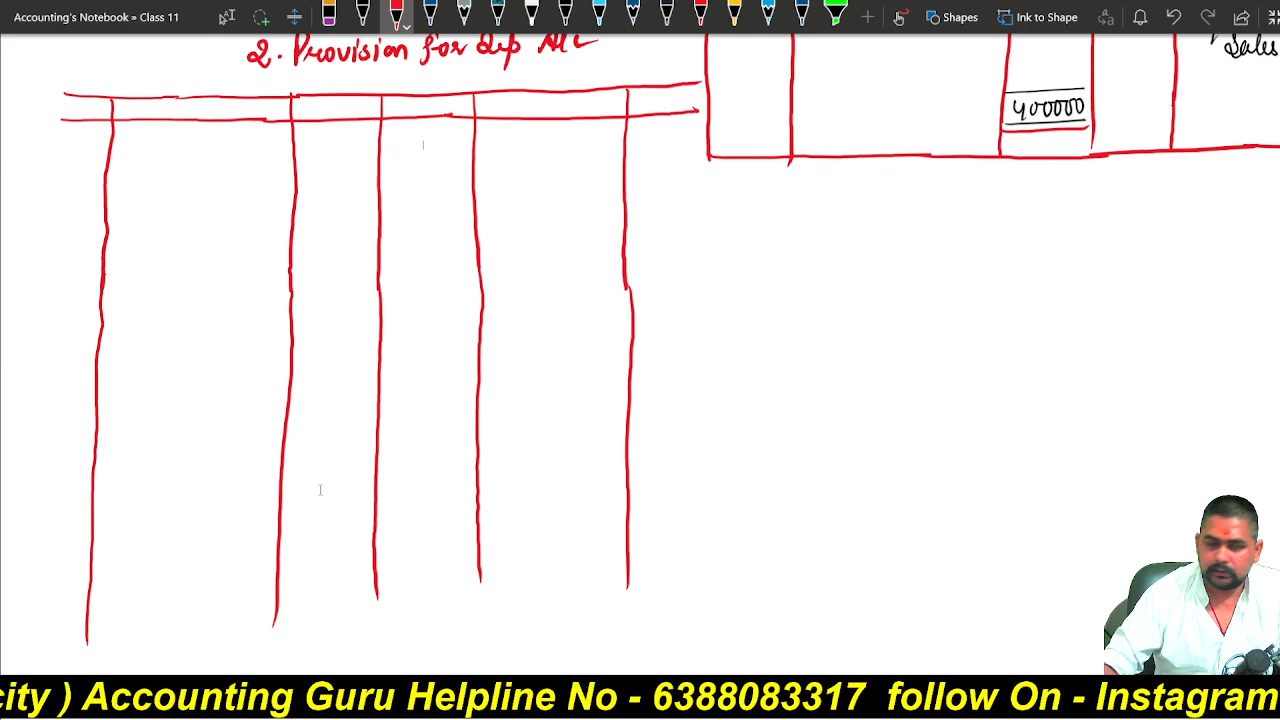 Accounting's Notebook » Class 11
Shapes
Ink to Shape
2. Provision for Dep A/c
Sales
400000
city ) Accounting Guru Helpline No - 6388083317 follow On - Instagram